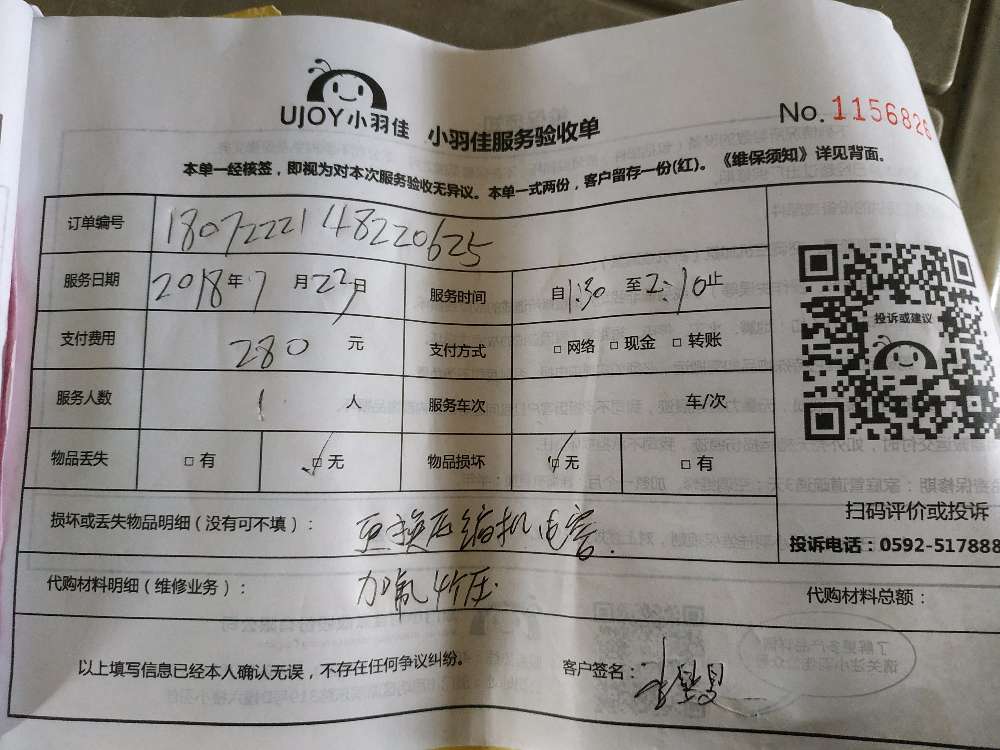 UJOY小羽佳 小羽佳服务验收单
No. 1156826
本单一经核签，即视为对本次服务验收无异议。本单一式两份，客户留存一份(红)。《维保须知》详见背面。
订单编号 180722214822062​5
服务日期 2018年7月22日 服务时间 自1:30至2:10止
支付费用 280元 支付方式 □网络 □现金 □转账
服务人数 1人 服务车次 车/次
物品丢失 □有 ☑无 物品损坏 ☑无 □有
损坏或丢失物品明细（没有可不填）： 更换压缩机电容.
代购材料明细（维修业务）： 加氟4个压. 代购材料总额：
以上填写信息已经本人确认无误，不存在任何争议纠纷。 客户签名：
投诉或建议
扫码评价或投诉
投诉电话：0592-517888